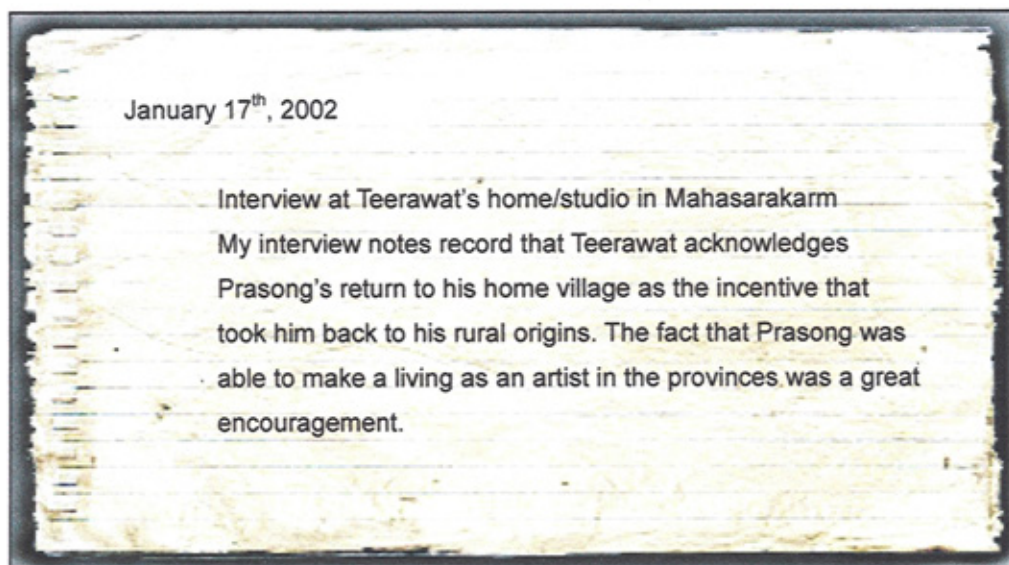 January 17th, 2002
Interview at Teerawat's home/studio in Mahasarakarm
My interview notes record that Teerawat acknowledges
Prasong's return to his home village as the incentive that
took him back to his rural origins. The fact that Prasong was
able to make a living as an artist in the provinces was a great
encouragement.